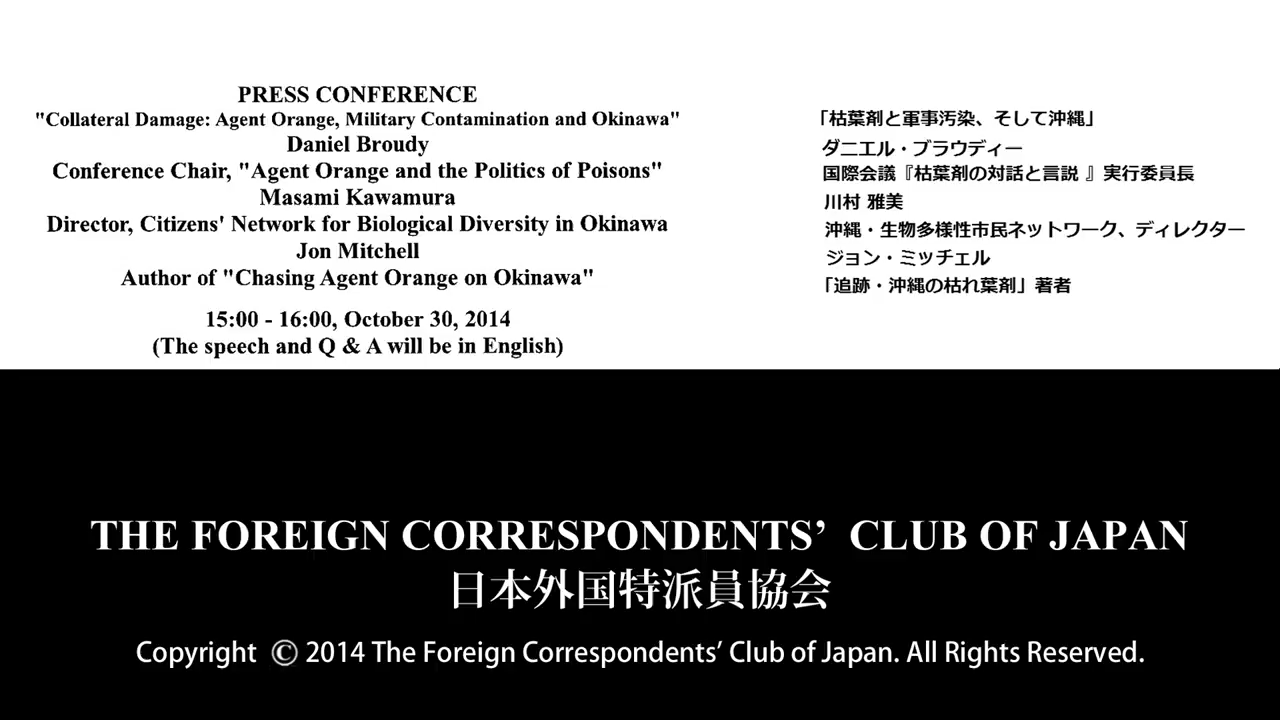 PRESS CONFERENCE
"Collateral Damage: Agent Orange, Military Contamination and Okinawa"
Daniel Broudy
Conference Chair, "Agent Orange and the Politics of Poisons"
Masami Kawamura
Director, Citizens' Network for Biological Diversity in Okinawa
Jon Mitchell
Author of "Chasing Agent Orange on Okinawa"
15:00 - 16:00, October 30, 2014
(The speech and Q & A will be in English)
「枯葉剤と軍事汚染、そして沖縄」
ダニエル・ブラウディー
国際会議『枯葉剤の対話と言説 』実行委員長
川村 雅美
沖縄・生物多様性市民ネットワーク、ディレクター
ジョン・ミッチェル
「追跡・沖縄の枯れ葉剤」著者
THE FOREIGN CORRESPONDENTS’ CLUB OF JAPAN
日本外国特派員協会
Copyright © 2014 The Foreign Correspondents’ Club of Japan. All Rights Reserved.